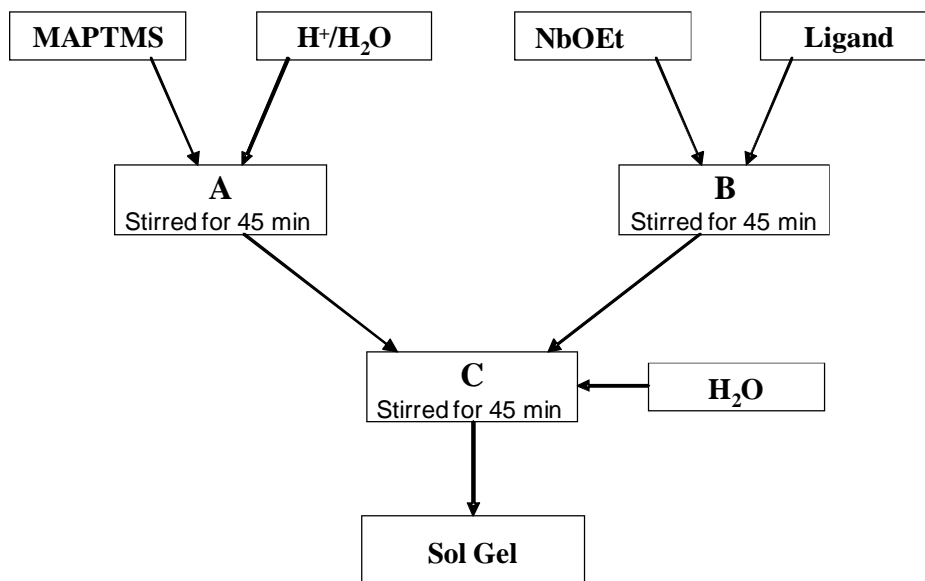 MAPTMS
H⁺/H₂O
NbOEt
Ligand
A
Stirred for 45 min
B
Stirred for 45 min
C
Stirred for 45 min
H₂O
Sol Gel